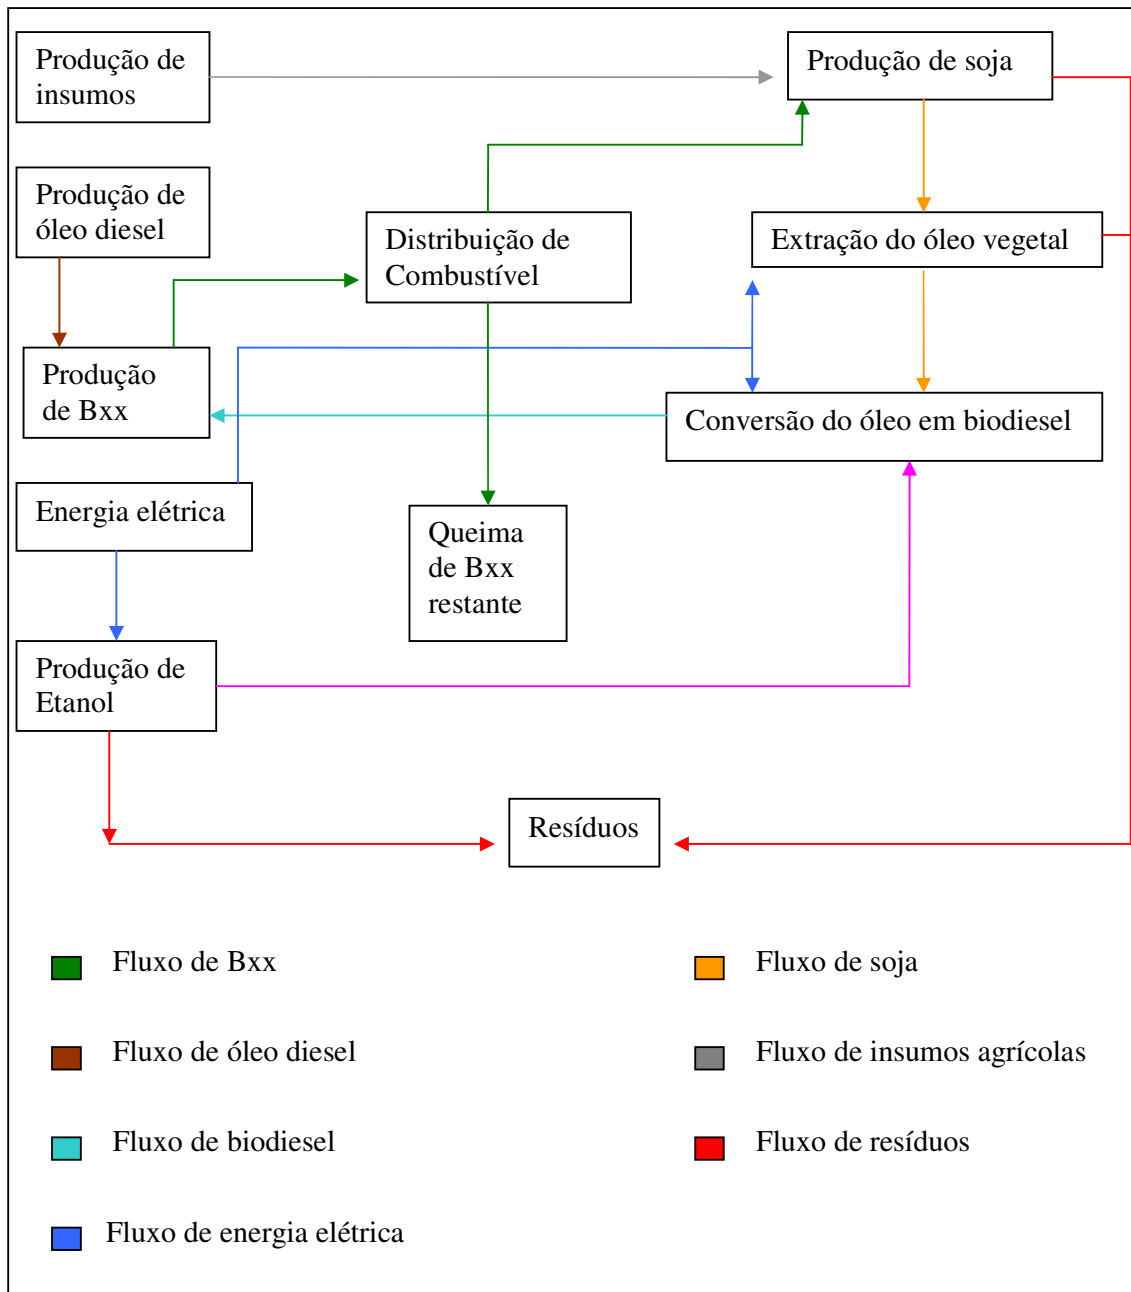 Produção de
insumos
Produção de soja
Produção de
óleo diesel
Distribuição de
Combustível
Extração do óleo vegetal
Produção
de Bxx
Conversão do óleo em biodiesel
Energia elétrica
Queima
de Bxx
restante
Produção de
Etanol
Resíduos
Fluxo de Bxx
Fluxo de soja
Fluxo de óleo diesel
Fluxo de insumos agrícolas
Fluxo de biodiesel
Fluxo de resíduos
Fluxo de energia elétrica